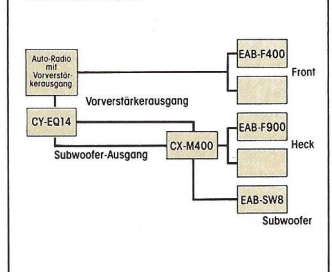 Auto-Radio
mit
Vorverstär-
kerausgang
EAB-F400
Front
Vorverstärkerausgang
CY-EQ14
Subwoofer-Ausgang
CX-M400
EAB-F900
Heck
EAB-SW8
Subwoofer